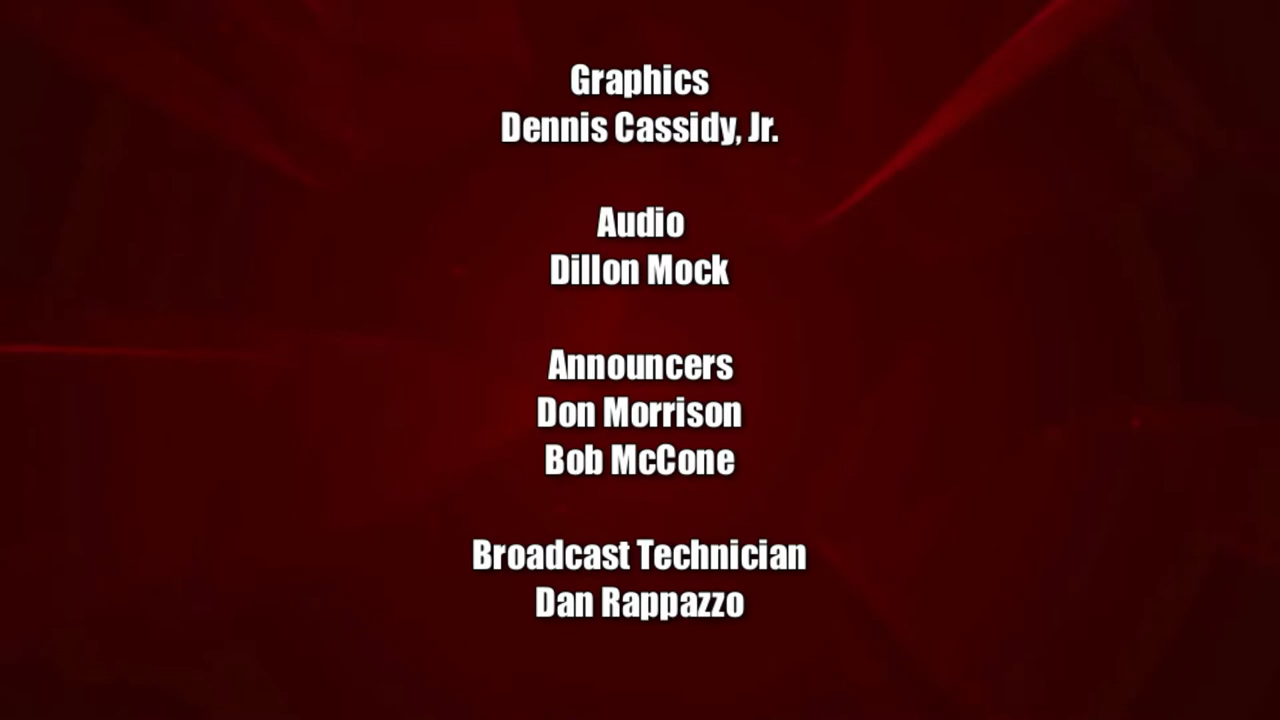 Graphics
Dennis Cassidy, Jr.
Audio
Dillon Mock
Announcers
Don Morrison
Bob McCone
Broadcast Technician
Dan Rappazzo